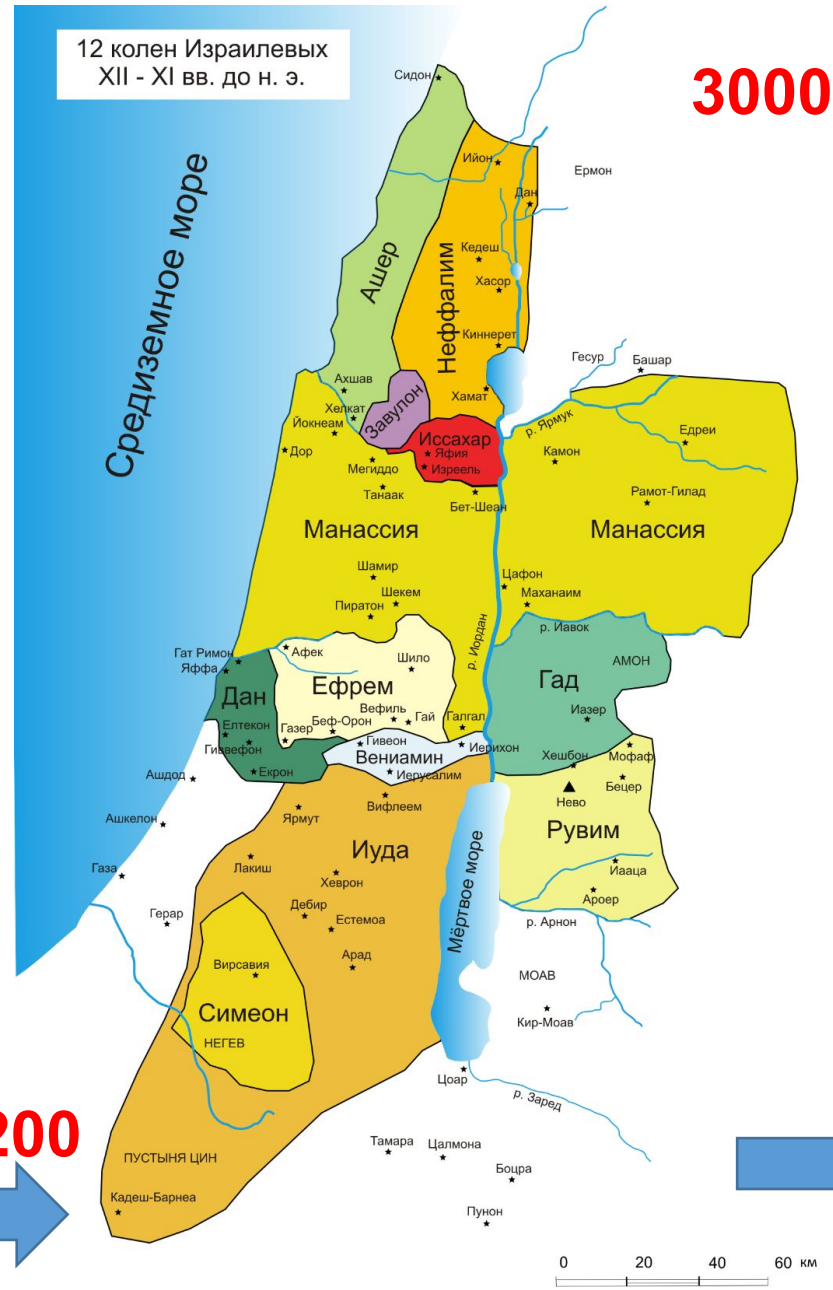 12 колен Израилевых
XII - XI вв. до н. э.
3000
Сидон
Средиземное море
Ийон
Ермон
Дан
Ашер
Неффалим
Кедеш
Хасор
Киннерет
Гесур
Башар
Ахшав
Хамат
Завулон
Хелкат
Йокнеам
р. Ярмук
Едреи
Иссахар
Дор
Яфия
Камон
Мегиддо
Изреель
Танаак
Бет-Шеан
Рамот-Гилад
Манассия
Манассия
Шамир
Цафон
Шекем
Маханаим
Пиратон
р. Иавок
р. Иордан
Гат Римон
Афек
Яффа
Шило
АМОН
Дан
Ефрем
Гад
Вефиль
Гай
Иазер
Елтекон
Газер
Беф-Орон
Галгал
Гиввефон
Гивеон
Иерихон
Вениамин
Хешбон
Мофаф
Ашдод
Екрон
Иерусалим
Бецер
Нево
Ярмут
Вифлеем
Ашкелон
Рувим
Иуда
Газа
Лакиш
Хеврон
Мёртвое море
Иааца
Ароер
Герар
Дебир
Естемоа
р. Арнон
Арад
Вирсавия
МОАВ
Симеон
Кир-Моав
НЕГЕВ
Цоар
р. Заред
200
Тамара
Цалмона
ПУСТЫНЯ ЦИН
Боцра
Кадеш-Барнеа
Пунон
0 20 40 60 км